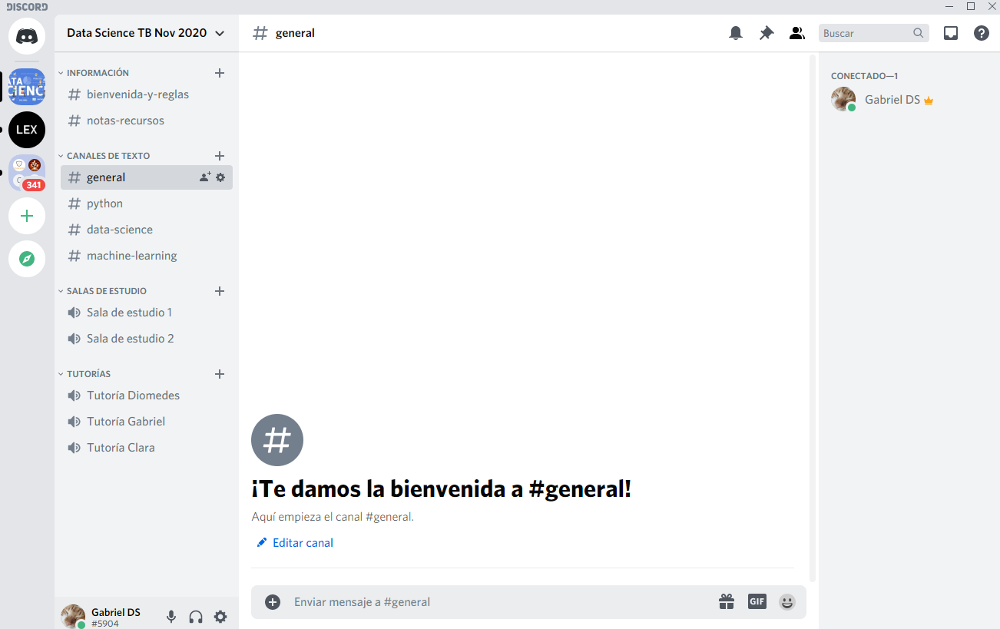 DISCORD
Data Science TB Nov 2020
general
Buscar
TA
IENC
LEX
341
INFORMACIÓN
bienvenida-y-reglas
notas-recursos
CANALES DE TEXTO
general
python
data-science
machine-learning
SALAS DE ESTUDIO
Sala de estudio 1
Sala de estudio 2
TUTORÍAS
Tutoría Diomedes
Tutoría Gabriel
Tutoría Clara
Gabriel DS
#5904
¡Te damos la bienvenida a #general!
Aquí empieza el canal #general.
Editar canal
Enviar mensaje a #general
GIF
CONECTADO—1
Gabriel DS